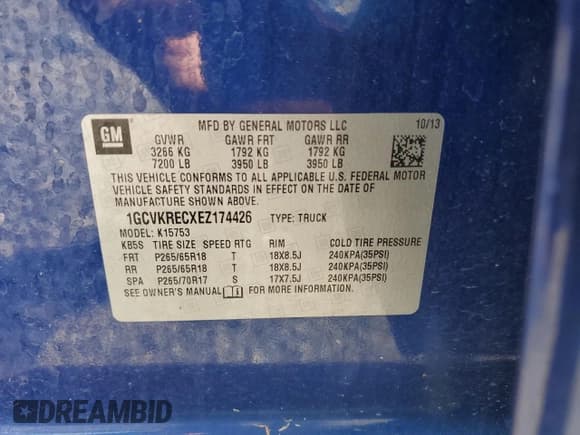 GM
MFD BY GENERAL MOTORS LLC 10/13
GVWR GAWR FRT GAWR RR
3266 KG 1792 KG 1792 KG
7200 LB 3950 LB 3950 LB
THIS VEHICLE CONFORMS TO ALL APPLICABLE U.S. FEDERAL MOTOR
VEHICLE SAFETY STANDARDS IN EFFECT ON THE DATE OF
MANUFACTURE SHOWN ABOVE.
1GCVKRECXEZ174426 TYPE: TRUCK
MODEL: K15753
KB5S TIRE SIZE SPEED RTG RIM COLD TIRE PRESSURE
FRT P265/65R18 T 18X8.5J 240KPA(35PSI)
RR P265/65R18 T 18X8.5J 240KPA(35PSI)
SPA P265/70R17 S 17X7.5J 240KPA(35PSI)
SEE OWNER'S MANUAL FOR MORE INFORMATION.
DREAMBID